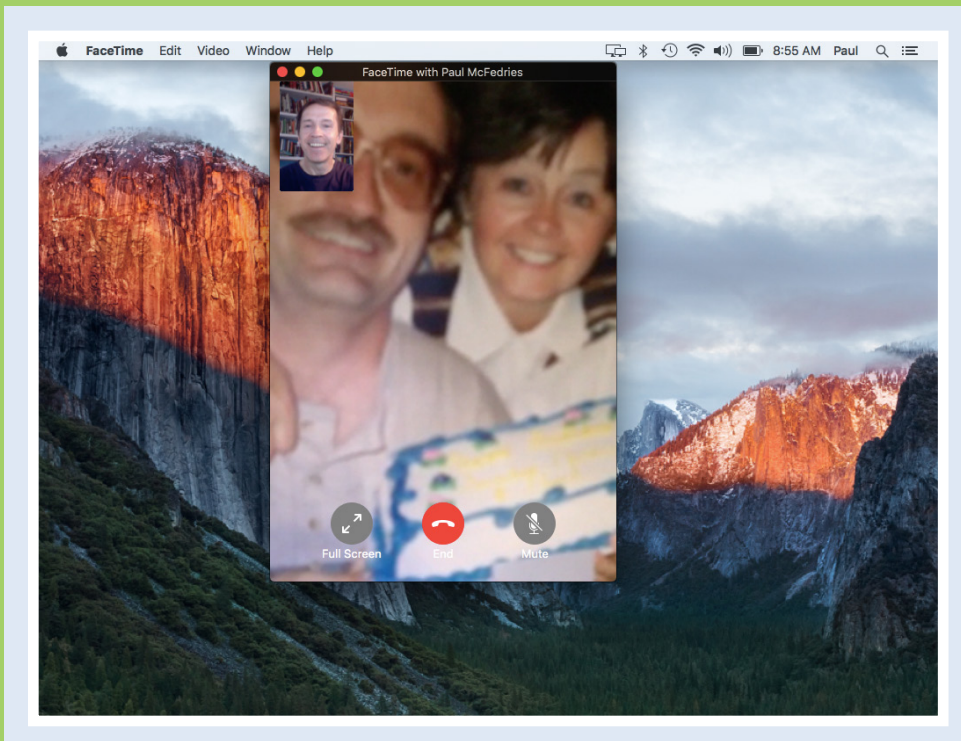 FaceTime Edit Video Window Help 8:55 AM Paul
FaceTime with Paul McFedries
Full Screen End Mute